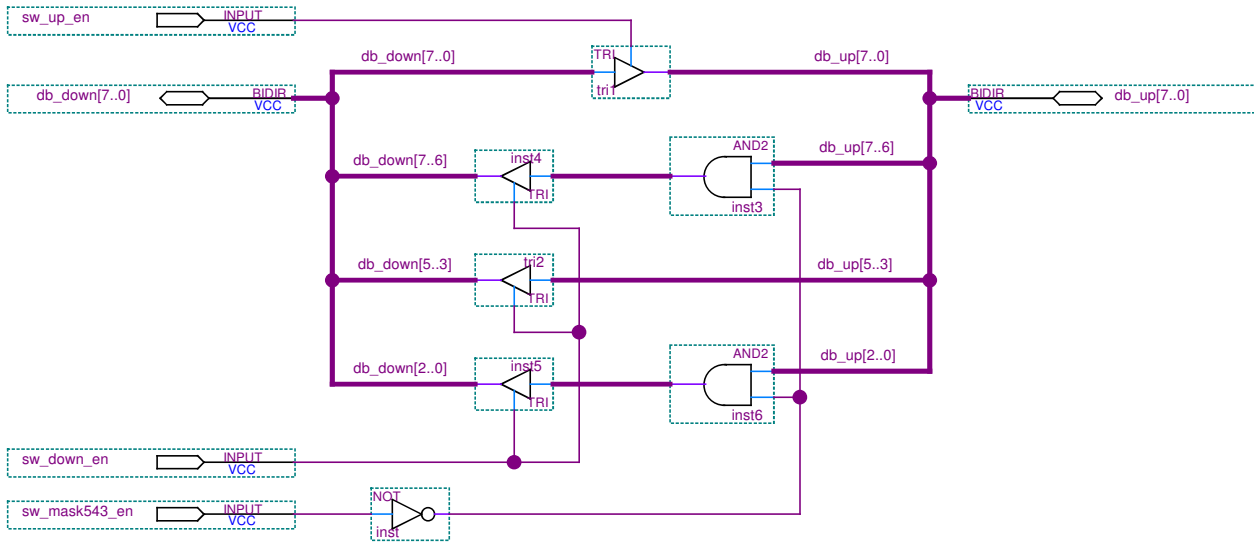 sw_up_en
INPUT
VCC
db_down[7..0]
TRI
tri1
db_up[7..0]
db_down[7..0]
BIDIR
VCC
BIDIR
VCC
db_up[7..0]
db_down[7..6]
inst4
TRI
AND2
inst3
db_up[7..6]
db_down[5..3]
tri2
TRI
db_up[5..3]
db_down[2..0]
inst5
TRI
AND2
inst6
db_up[2..0]
sw_down_en
INPUT
VCC
sw_mask543_en
INPUT
VCC
NOT
inst